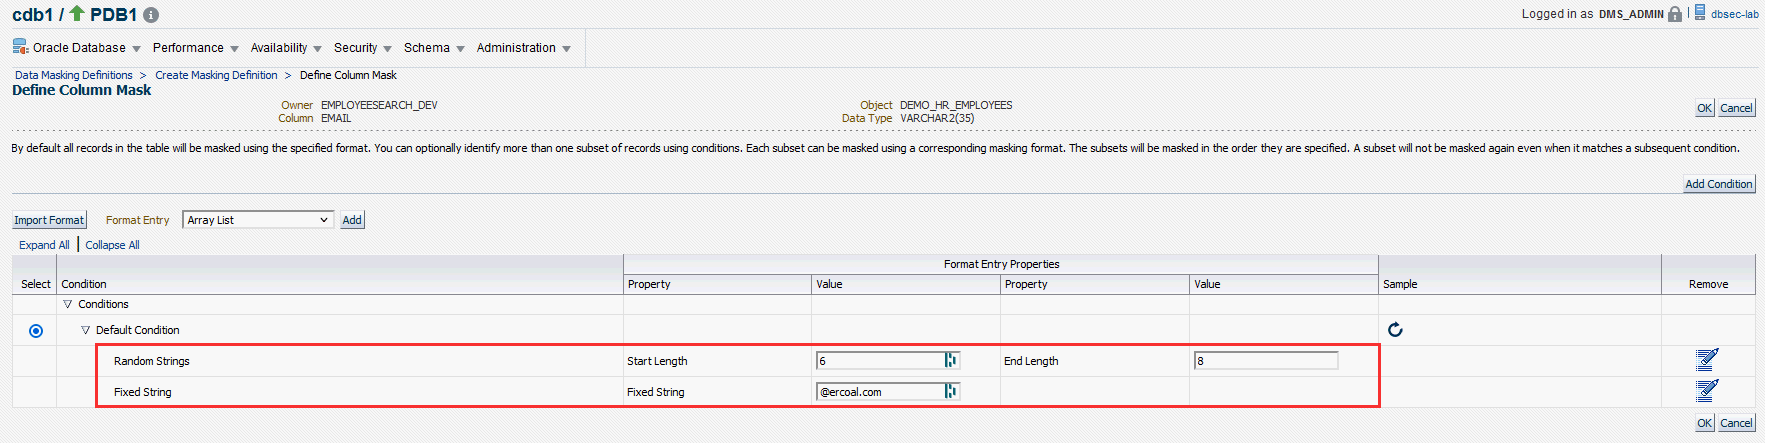 cdb1 / PDB1
Logged in as DMS_ADMIN | dbsec-lab
Oracle Database Performance Availability Security Schema Administration
Data Masking Definitions > Create Masking Definition > Define Column Mask
Define Column Mask
Owner EMPLOYEESEARCH_DEV Object DEMO_HR_EMPLOYEES OK Cancel
Column EMAIL Data Type VARCHAR2(35)
By default all records in the table will be masked using the specified format. You can optionally identify more than one subset of records using conditions. Each subset can be masked using a corresponding masking format. The subsets will be masked in the order they are specified. A subset will not be masked again even when it matches a subsequent condition.
Add Condition
Import Format Format Entry Array List Add
Expand All | Collapse All
Format Entry Properties
Select Condition Property Value Property Value Sample Remove
Conditions
Default Condition
Random Strings Start Length 6 End Length 8
Fixed String Fixed String @ercoal.com
OK Cancel